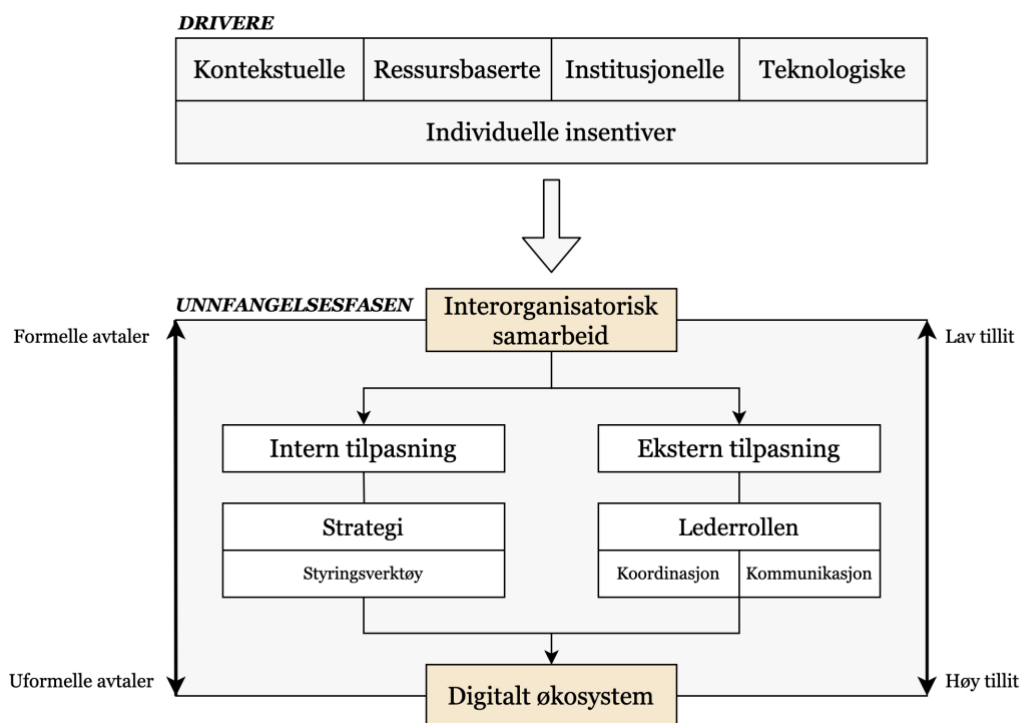 DRIVERE
Kontekstuelle
Ressursbaserte
Institusjonelle
Teknologiske
Individuelle insentiver
UNNFANGELSESFASEN
Interorganisatorisk
samarbeid
Formelle avtaler
Lav tillit
Intern tilpasning
Ekstern tilpasning
Strategi
Lederrollen
Styringsverktøy
Koordinasjon
Kommunikasjon
Uformelle avtaler
Digitalt økosystem
Høy tillit